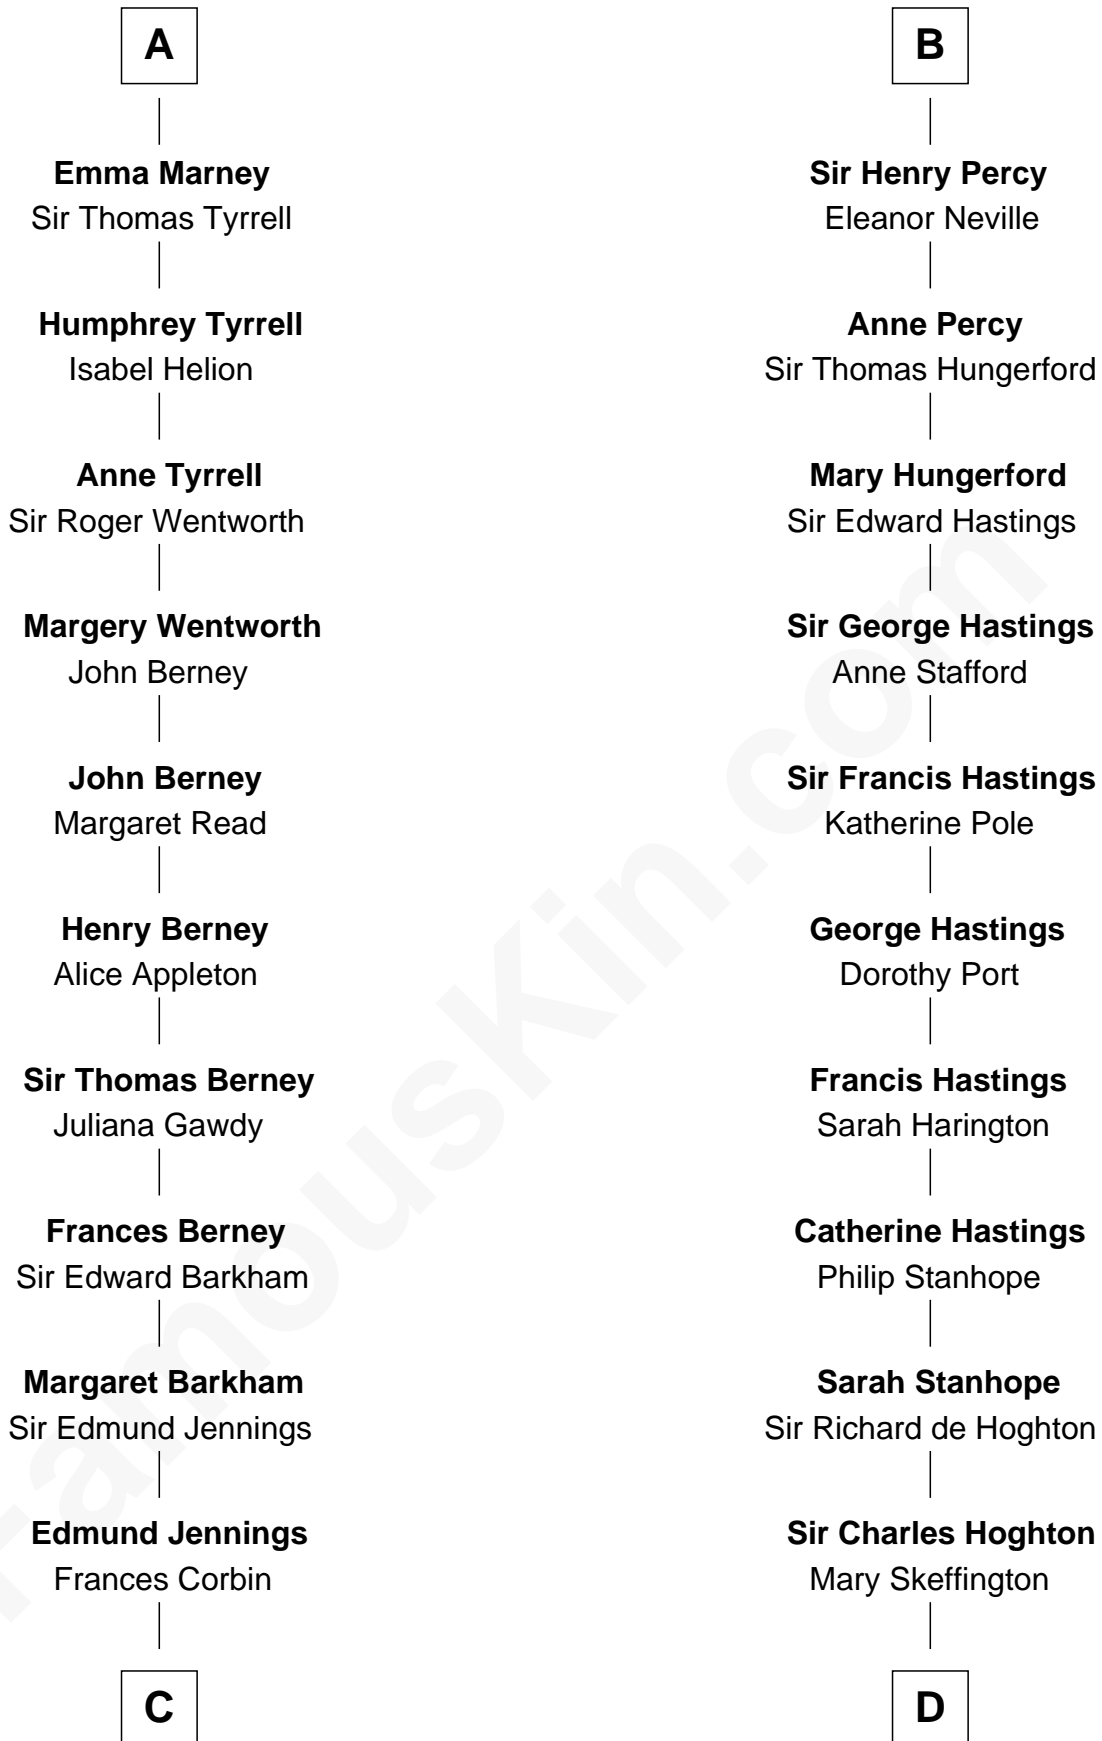 A
Emma Marney
Sir Thomas Tyrrell
Humphrey Tyrrell
Isabel Helion
Anne Tyrrell
Sir Roger Wentworth
Margery Wentworth
John Berney
John Berney
Margaret Read
Henry Berney
Alice Appleton
Sir Thomas Berney
Juliana Gawdy
Frances Berney
Sir Edward Barkham
Margaret Barkham
Sir Edmund Jennings
Edmund Jennings
Frances Corbin
C
B
Sir Henry Percy
Eleanor Neville
Anne Percy
Sir Thomas Hungerford
Mary Hungerford
Sir Edward Hastings
Sir George Hastings
Anne Stafford
Sir Francis Hastings
Katherine Pole
George Hastings
Dorothy Port
Francis Hastings
Sarah Harington
Catherine Hastings
Philip Stanhope
Sarah Stanhope
Sir Richard de Hoghton
Sir Charles Hoghton
Mary Skeffington
D
FamousKin.com